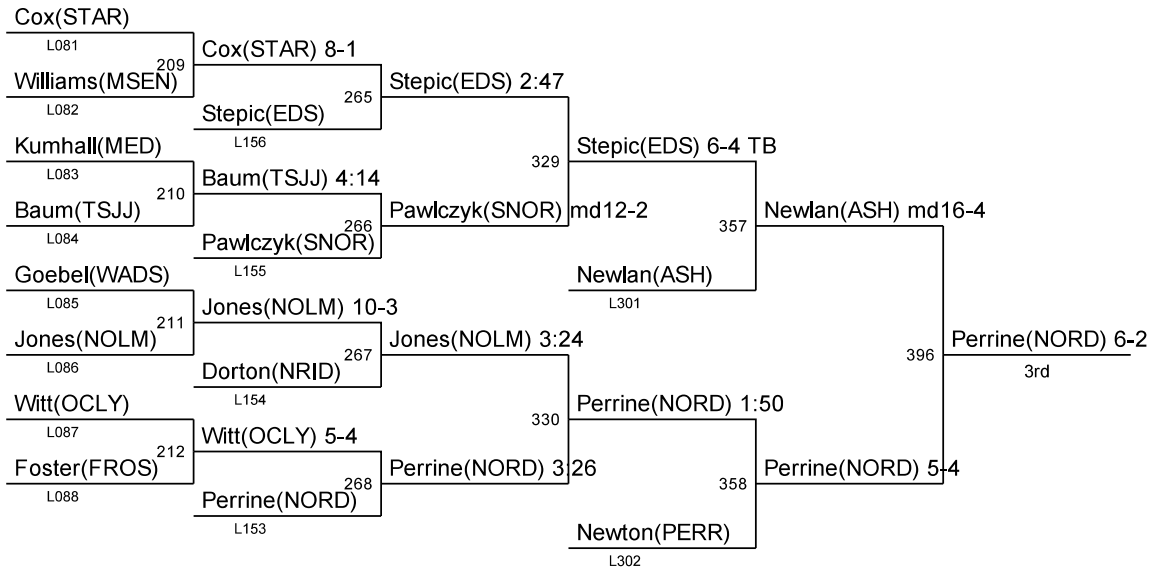 Cox(STAR)
L081
209
Cox(STAR) 8-1
Williams(MSEN)
L082
265
Stepic(EDS) 2:47
Stepic(EDS)
L156
Kumhall(MED)
L083
329
Stepic(EDS) 6-4 TB
210
Baum(TSJJ) 4:14
Baum(TSJJ)
L084
266
Pawlczyk(SNOR) md12-2
357
Newlan(ASH) md16-4
Pawlczyk(SNOR)
L155
Goebel(WADS)
L085
Newlan(ASH)
L301
211
Jones(NOLM) 10-3
Jones(NOLM)
L086
267
Jones(NOLM) 3:24
396
Perrine(NORD) 6-2
3rd
Dorton(NRID)
L154
Witt(OCLY)
L087
330
Perrine(NORD) 1:50
212
Witt(OCLY) 5-4
Foster(FROS)
L088
268
Perrine(NORD) 3:26
358
Perrine(NORD) 5-4
Perrine(NORD)
L153
Newton(PERR)
L302